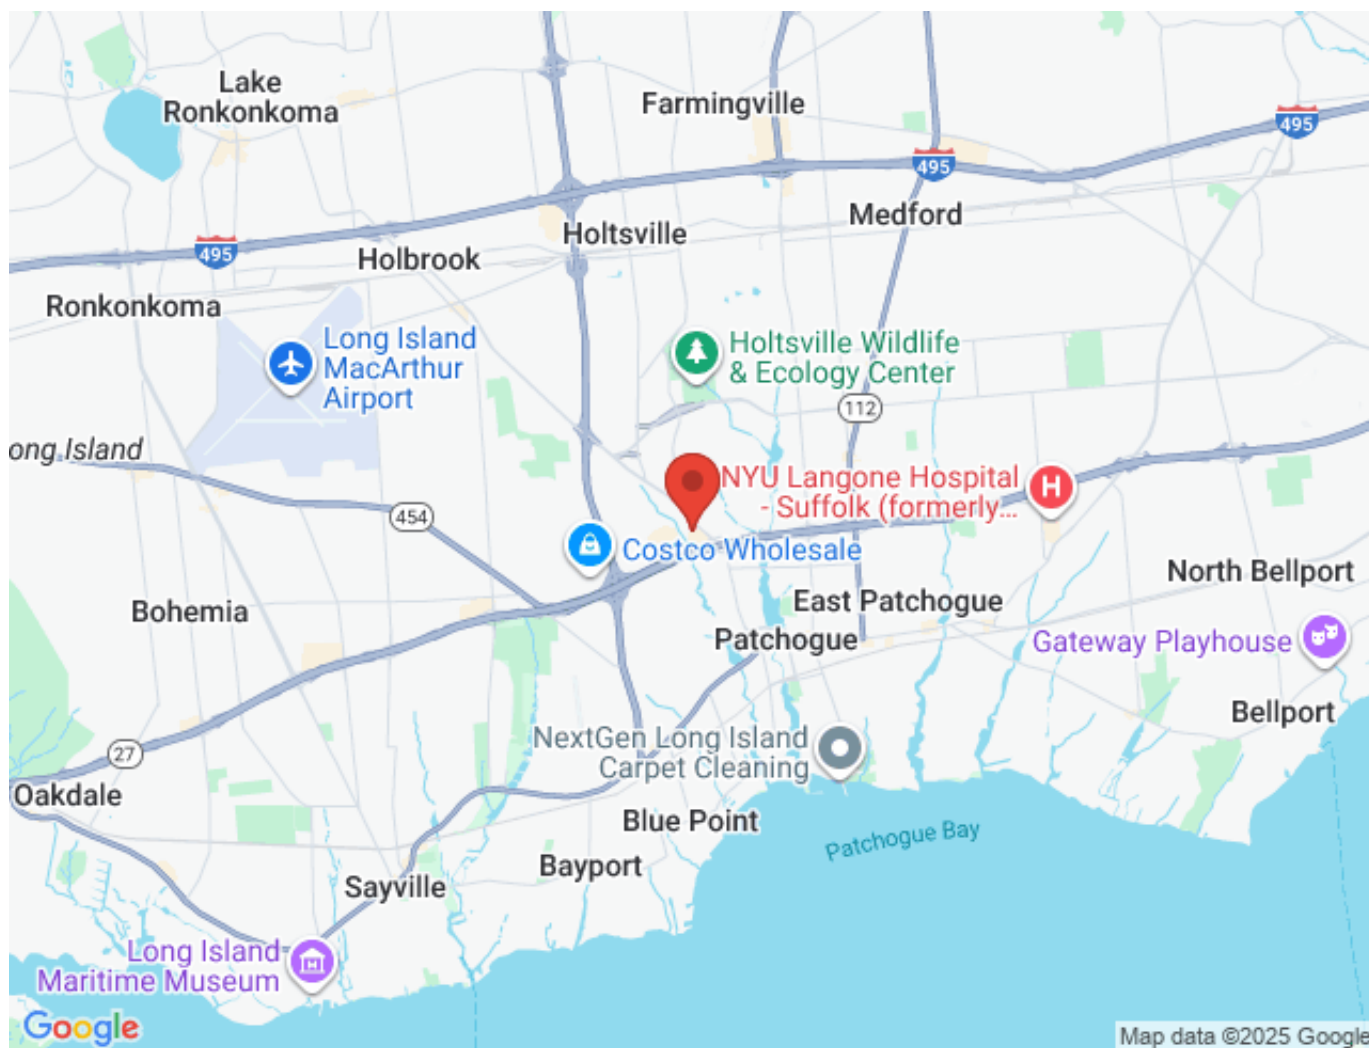 Lake
Ronkonkoma
Farmingville
495
495
Medford
Holtsville
495
Holbrook
Ronkonkoma
Long Island
MacArthur
Airport
Holtsville Wildlife
& Ecology Center
112
ong Island
NYU Langone Hospital
- Suffolk (formerly...
454
Costco Wholesale
North Bellport
Bohemia
East Patchogue
Patchogue
Gateway Playhouse
Bellport
27
NextGen Long Island
Carpet Cleaning
Oakdale
Blue Point
Patchogue Bay
Bayport
Sayville
Long Island
Maritime Museum
Google
Map data ©2025 Google